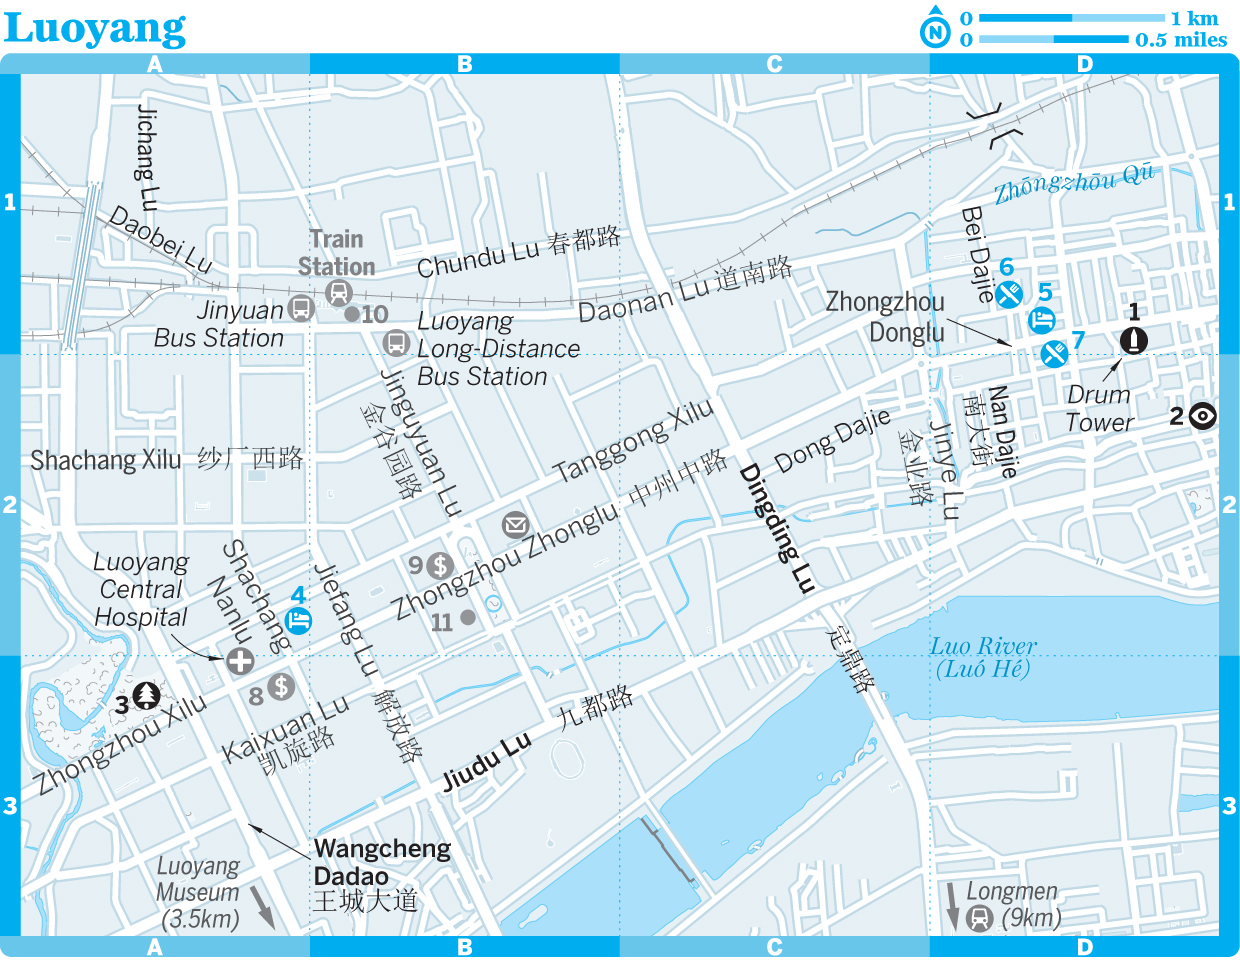 Luoyang
0 1 km
N
0 0.5 miles
A B C D
1
1
Jichang Lu
Zhōngzhōu Qū
Daobei Lu
Bei Dajie
Train
Station
Chundu Lu 春都路
6
5
Daonan Lu 道南路
Jinyuan
Bus Station
10
Luoyang
Long-Distance
Bus Station
Zhongzhou
Donglu
1
7
Drum
Tower
2
Jinguyuan Lu
金谷园路
Nan Dajie
南大街
Tanggong Xilu
Dong Dajie
Jinye Lu
金业路
Shachang Xilu 纱厂西路
Zhongzhou Zhonglu 中州中路
Dingding Lu
定鼎路
2
2
Luoyang
Central
Hospital
Shachang
Nanlu
4
Jiefang Lu 解放路
9
11
Luo River
(Luó Hé)
8
3
Zhongzhou Xilu
Kaixuan Lu
凯旋路
Jiudu Lu 九都路
3
3
Wangcheng
Dadao
王城大道
Luoyang
Museum
(3.5km)
Longmen
(9km)
A B C D